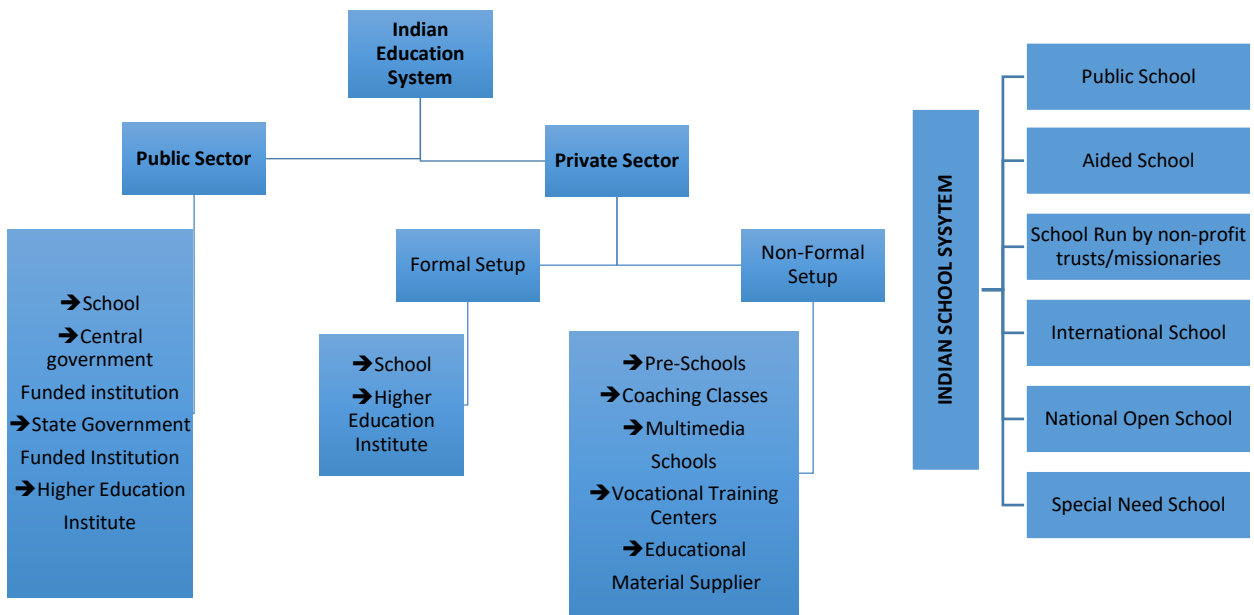 Indian
Education
System
Public Sector
Private Sector
➔School
➔Central
government
Funded institution
➔State Government
Funded Institution
➔Higher Education
Institute
Formal Setup
➔School
➔Higher
Education
Institute
Non-Formal
Setup
➔Pre-Schools
➔Coaching Classes
➔Multimedia
Schools
➔Vocational Training
Centers
➔Educational
Material Supplier
INDIAN SCHOOL SYSYTEM
Public School
Aided School
School Run by non-profit
trusts/missionaries
International School
National Open School
Special Need School